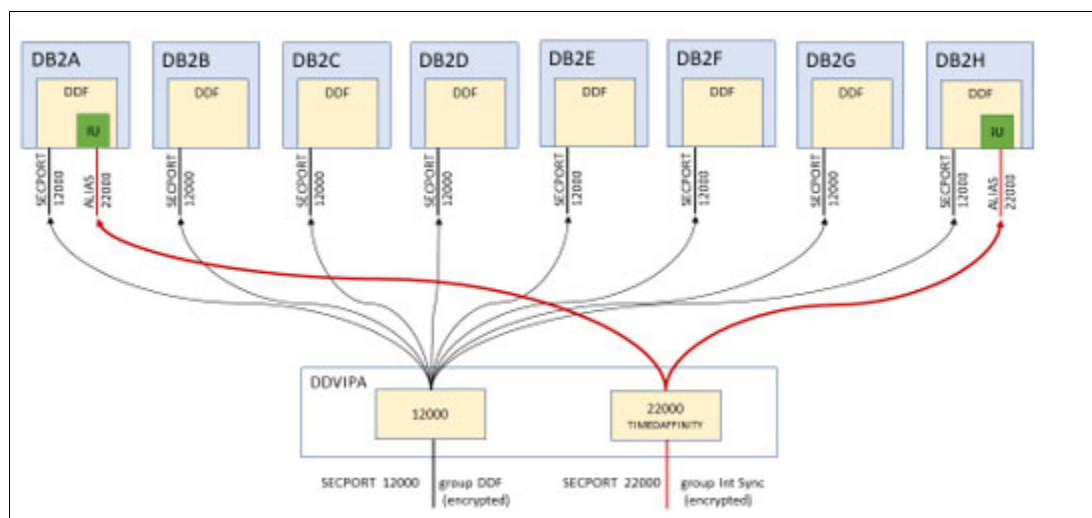 DB2A
DB2B
DB2C
DB2D
DB2E
DB2F
DB2G
DB2H
DDF
DDF
DDF
DDF
DDF
DDF
DDF
DDF
IU
IU
SECPORT
12000
ALIAS
22000
SECPORT
12000
SECPORT
12000
SECPORT
12000
SECPORT
12000
SECPORT
12000
SECPORT
12000
SECPORT
12000
ALIAS
22000
DDVIPA
12000
22000
TIMEDAFFINITY
SECPORT 12000
group DDF
(encrypted)
SECPORT 22000
group Int Sync
(encrypted)